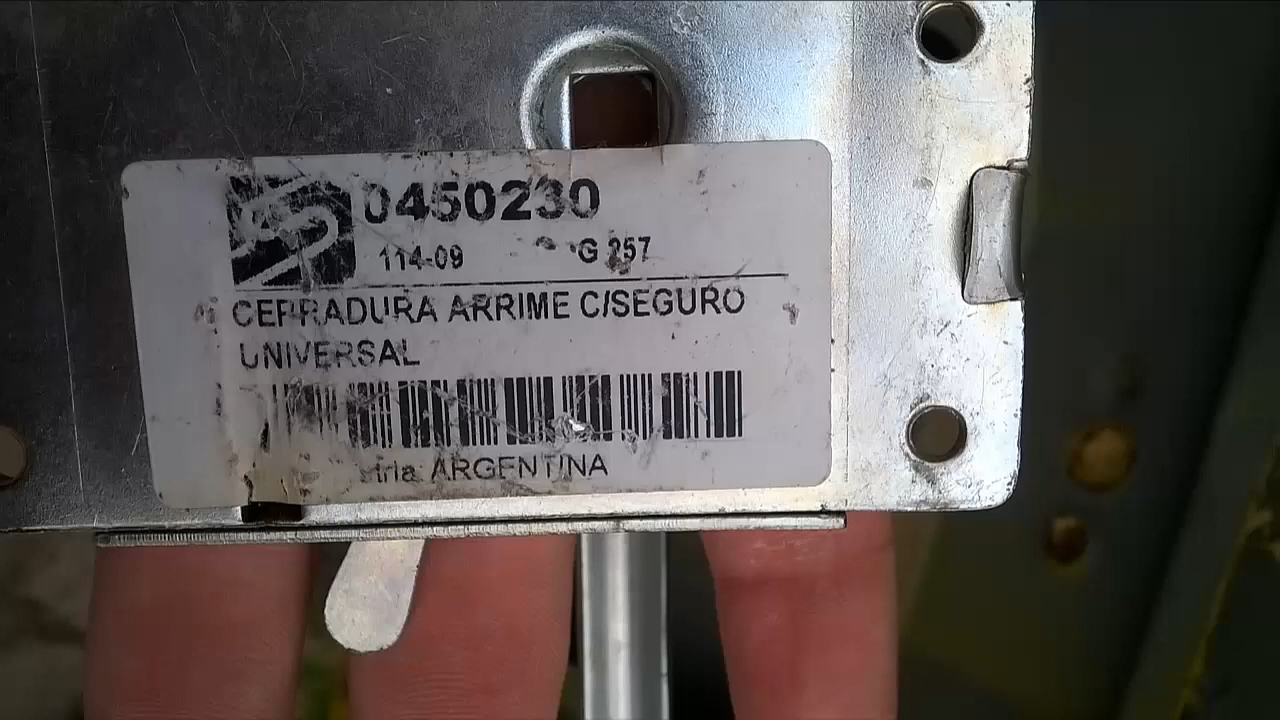 0450230
114-09 G 257
CERRADURA ARRIME C/SEGURO
UNIVERSAL
ARGENTINA